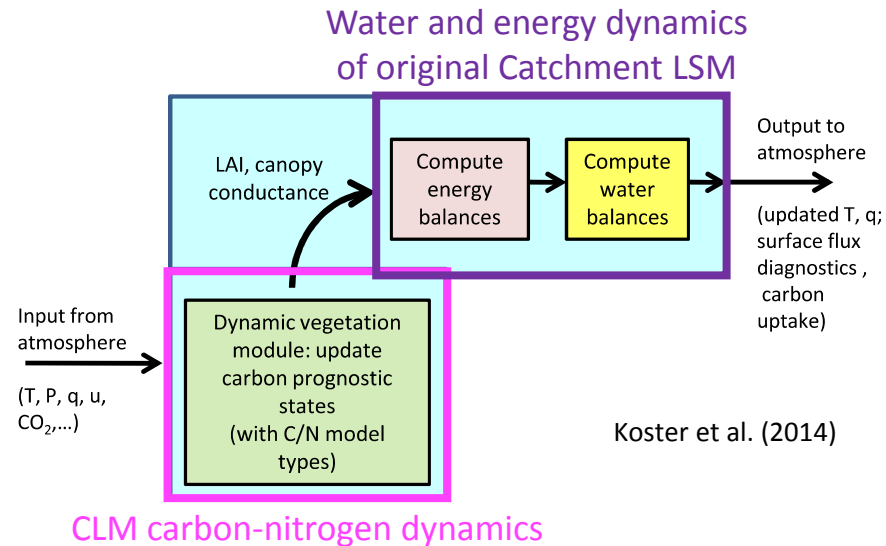 Water and energy dynamics
of original Catchment LSM
LAI, canopy
conductance
Compute
energy
balances
Compute
water
balances
Output to
atmosphere
(updated T, q;
surface flux
diagnostics ,
carbon
uptake)
Input from
atmosphere
(T, P, q, u,
CO₂,...)
Dynamic vegetation
module: update
carbon prognostic
states
(with C/N model
types)
Koster et al. (2014)
CLM carbon-nitrogen dynamics